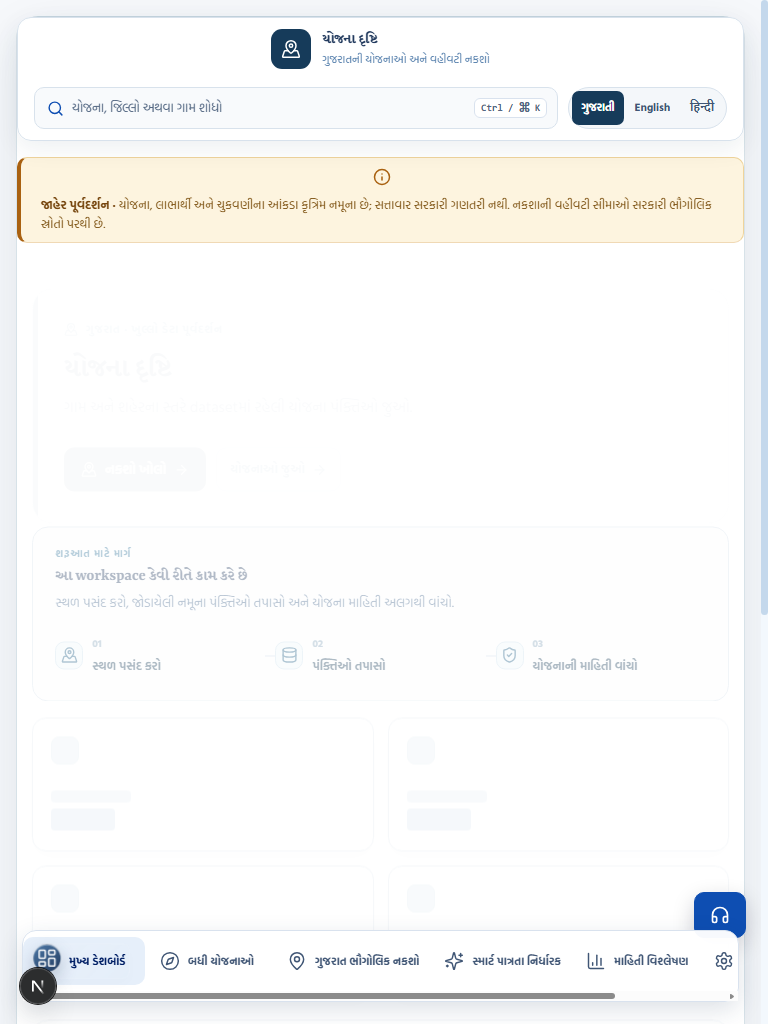 યોજના દૃષ્ટિ
ગુજરાતની યોજનાઓ અને વહીવટી નકશો
યોજના, જિલ્લો અથવા ગામ શોધો
Ctrl / ⌘ K
ગુજરાતી
English
हिन्दी
જાહેર પૂર્વદર્શન · યોજના, લાભાર્થી અને ચુકવણીના આંકડા કૃત્રિમ નમૂના છે; સત્તાવાર સરકારી ગણતરી નથી. નકશાની વહીવટી સીમાઓ સરકારી ભૌગોલિક
સ્રોતો પરથી છે.
યોજના દૃષ્ટિ
નકશો ખોલો
શરૂઆત માટે માર્ગ
આ workspace કેવી રીતે કામ કરે છે
સ્થળ પસંદ કરો, જોડાયેલી નમૂના પંક્તિઓ તપાસો અને યોજના માહિતી અલગથી વાંચો.
01
સ્થળ પસંદ કરો
02
પંક્તિઓ તપાસો
03
યોજનાની માહિતી વાંચો
મુખ્ય ડેશબોર્ડ
બધી યોજનાઓ
ગુજરાત ભૌગોલિક નકશો
સ્માર્ટ પાત્રતા નિર્ધારક
માહિતી વિશ્લેષણ
N